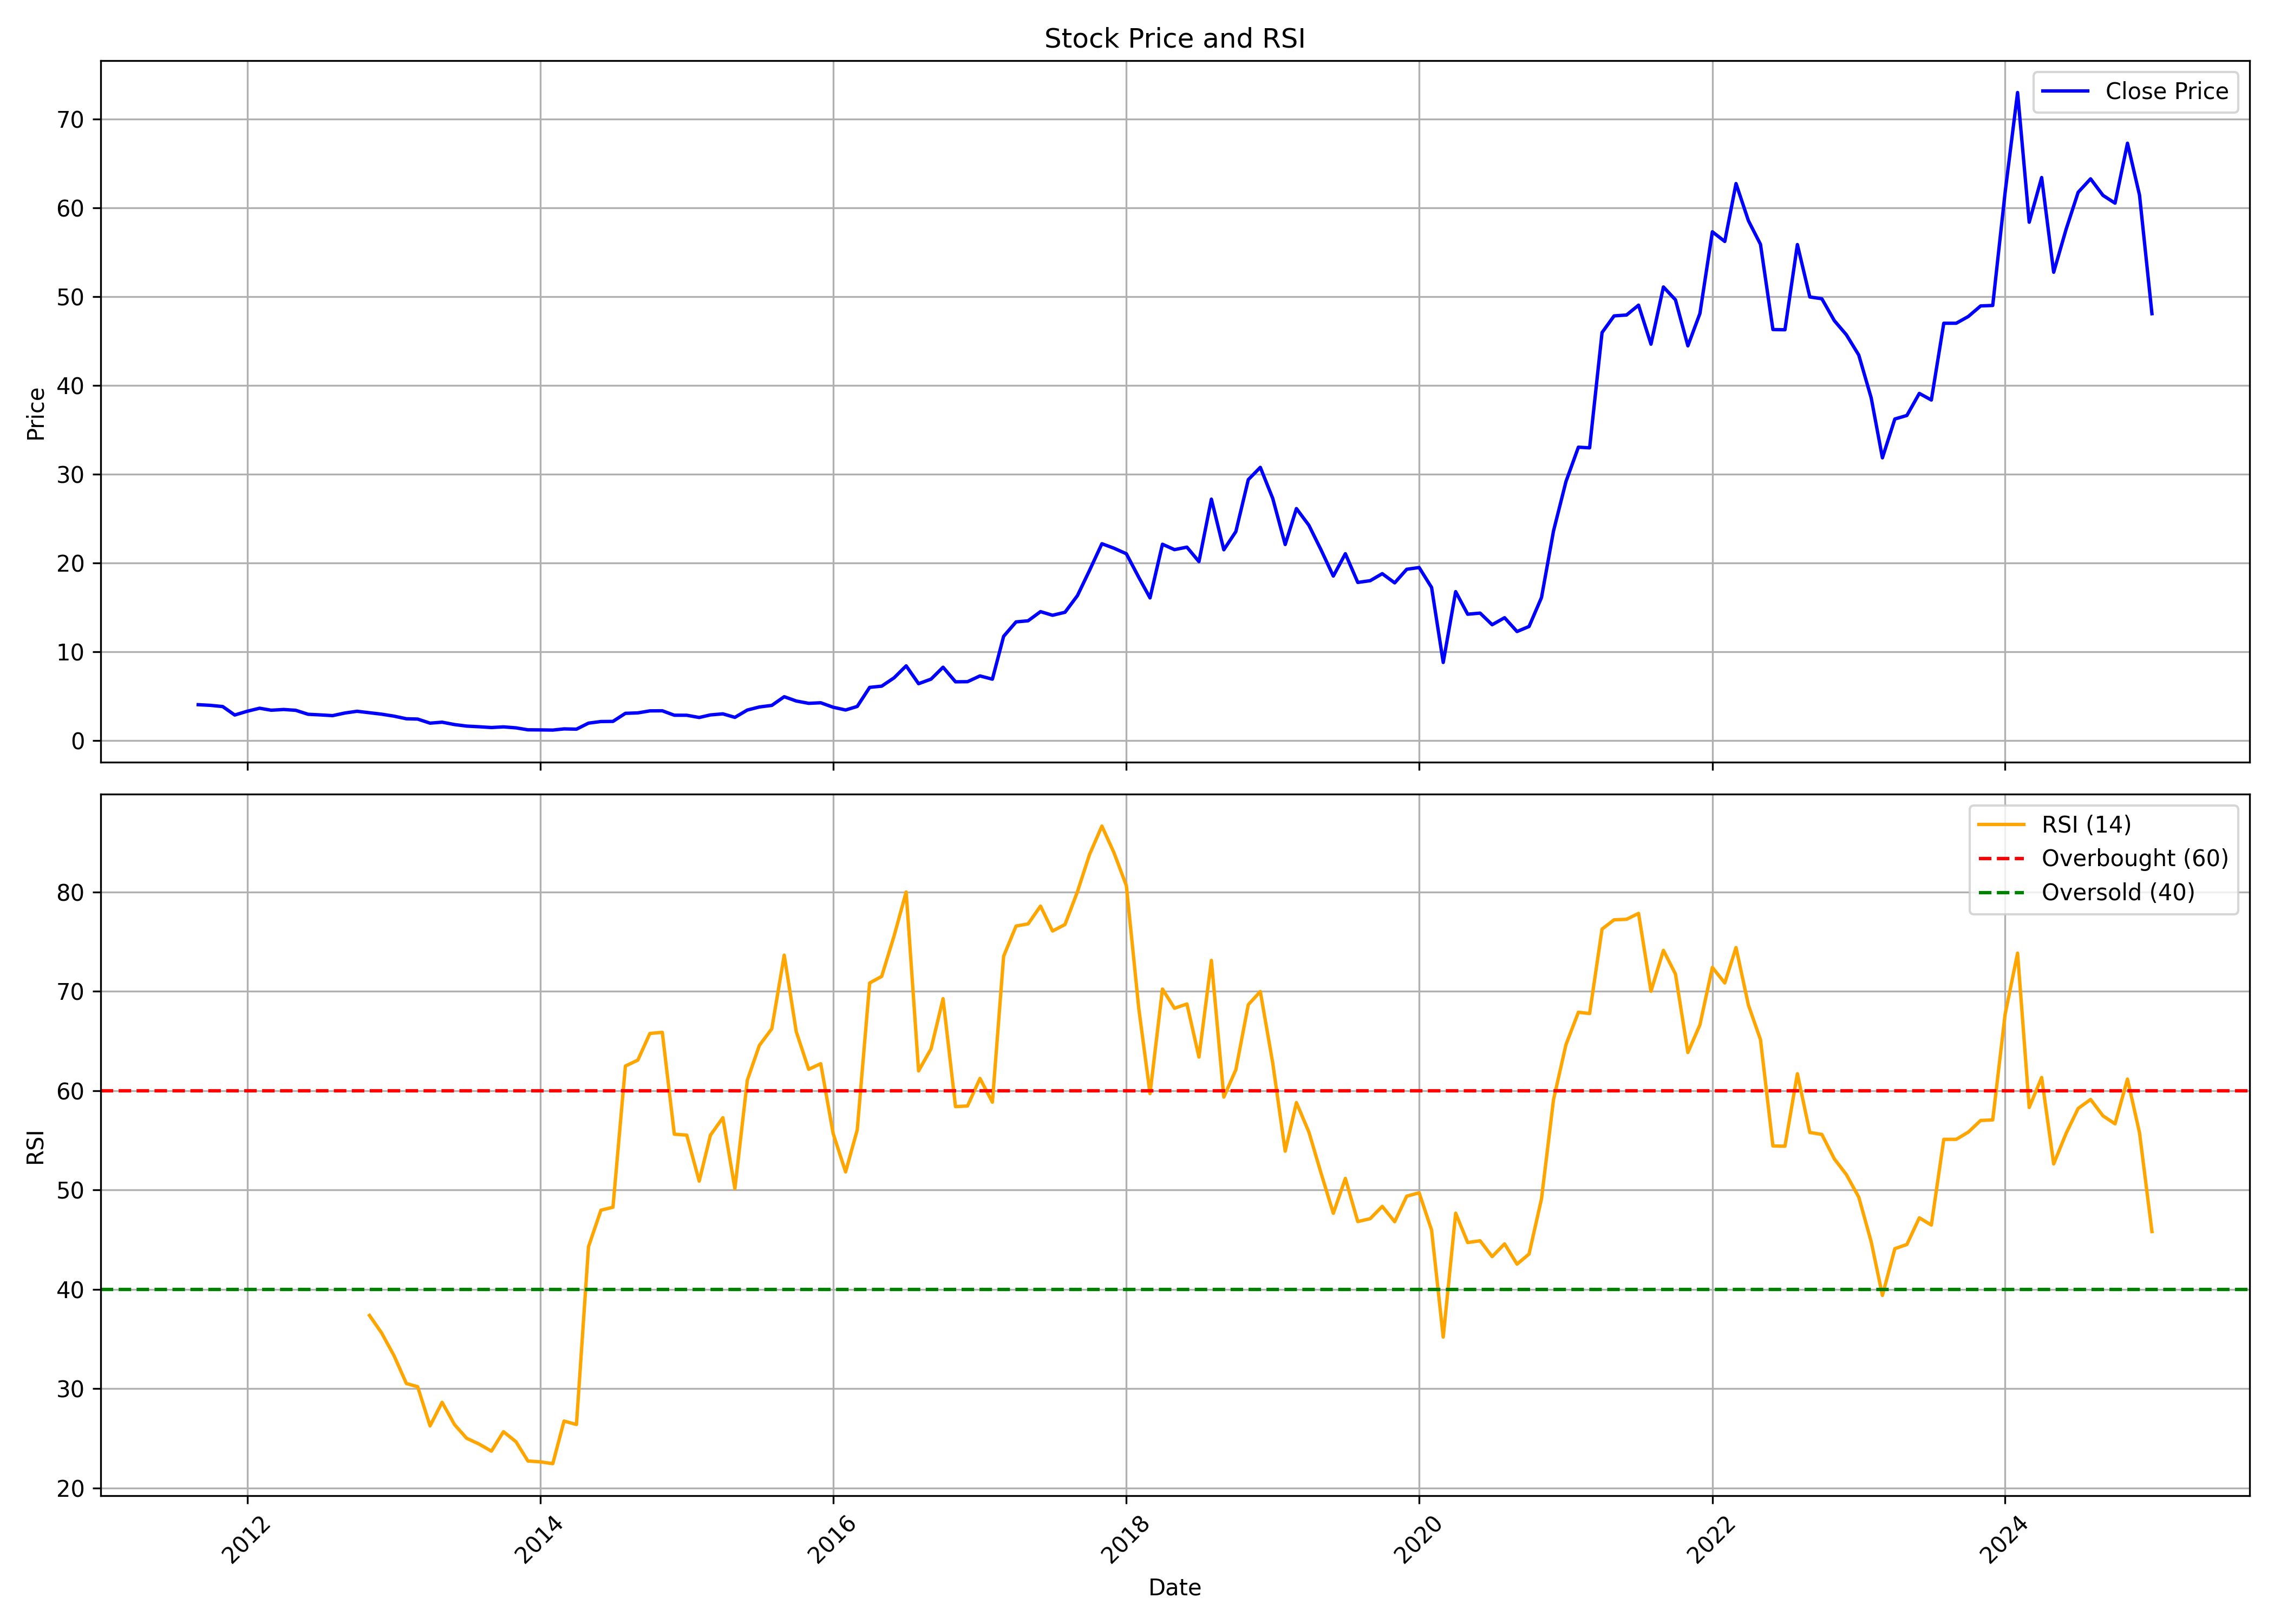 Stock Price and RSI
Close Price
70
60
50
40
30
20
10
0
Price
RSI (14)
Overbought (60)
Oversold (40)
80
70
60
50
40
30
20
RSI
2012
2014
2016
2018
2020
2022
2024
Date